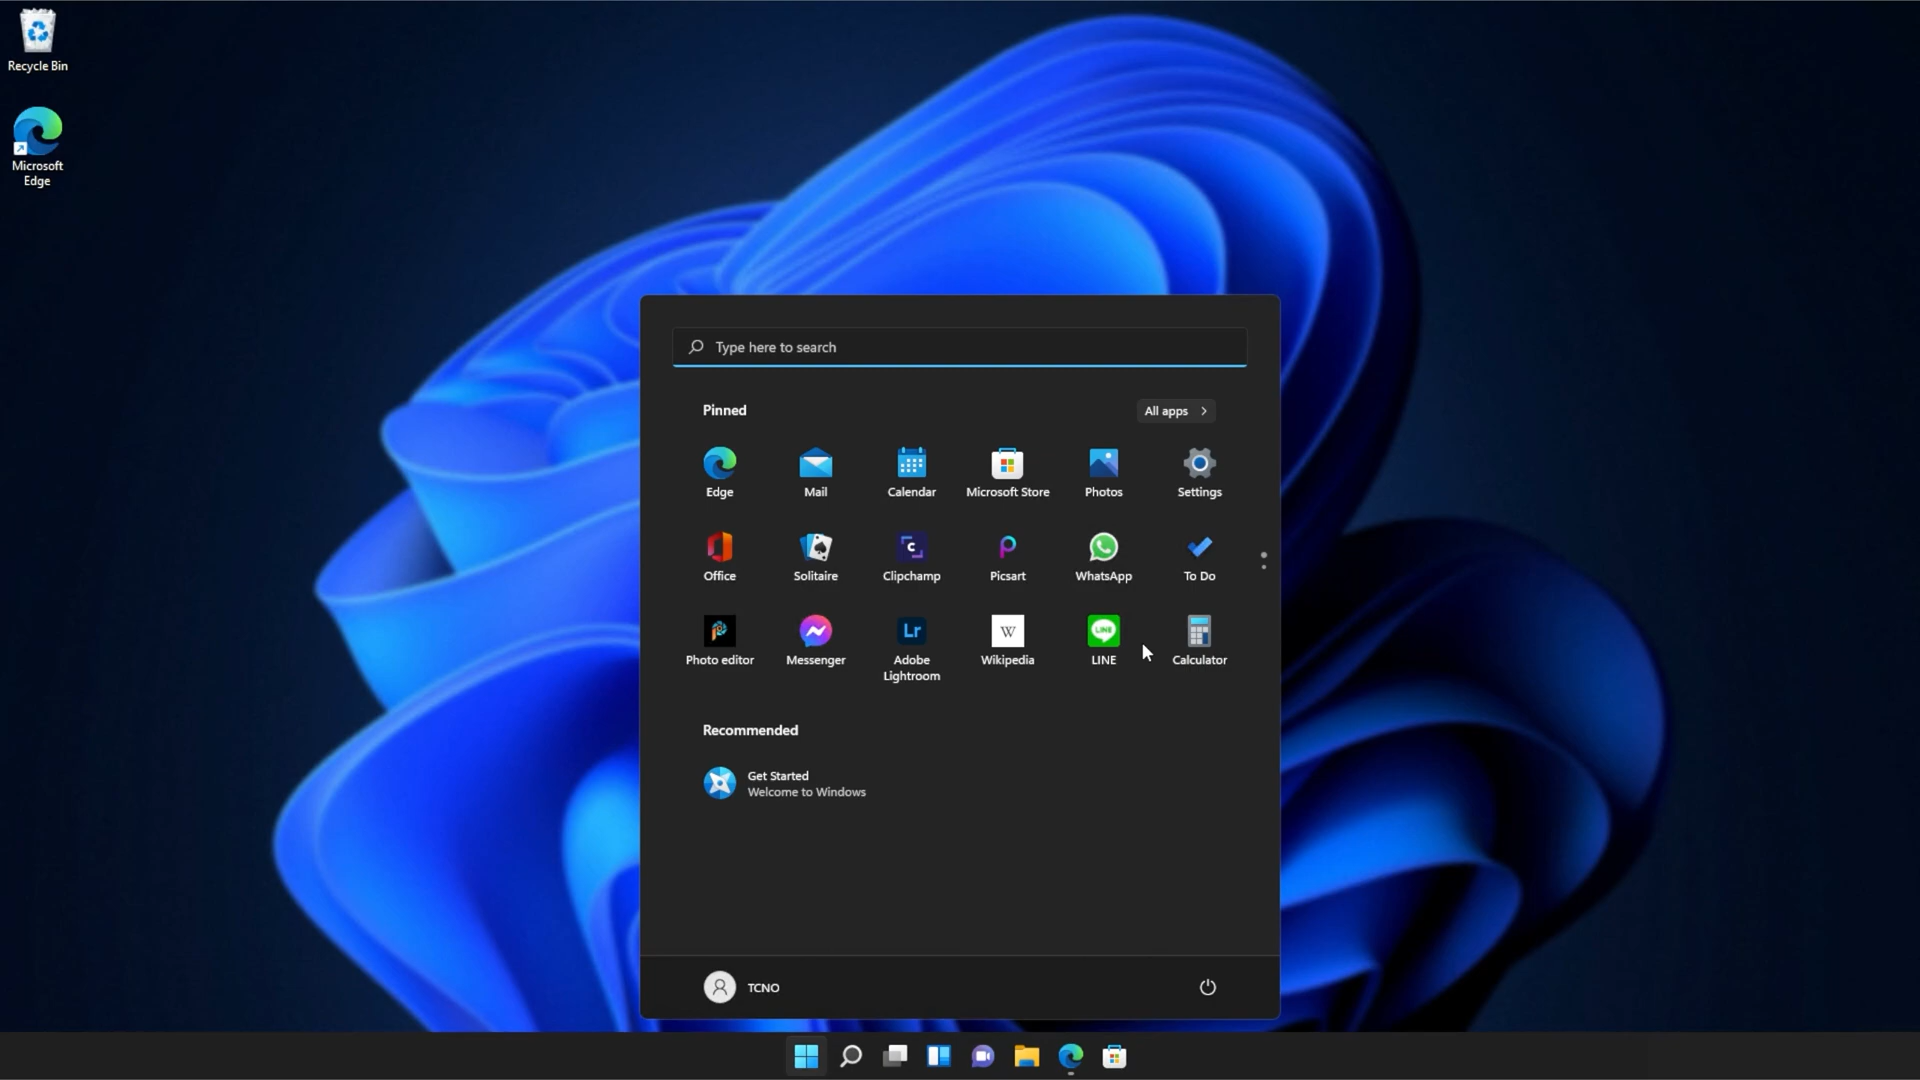 Recycle Bin
Microsoft
Edge
Type here to search
Pinned
All apps
Edge
Mail
Calendar
Microsoft Store
Photos
Settings
Office
Solitaire
Clipchamp
Picsart
WhatsApp
To Do
Lr
W
LINE
Photo editor
Messenger
Adobe
Lightroom
Wikipedia
LINE
Calculator
Recommended
Get Started
Welcome to Windows
TCNO